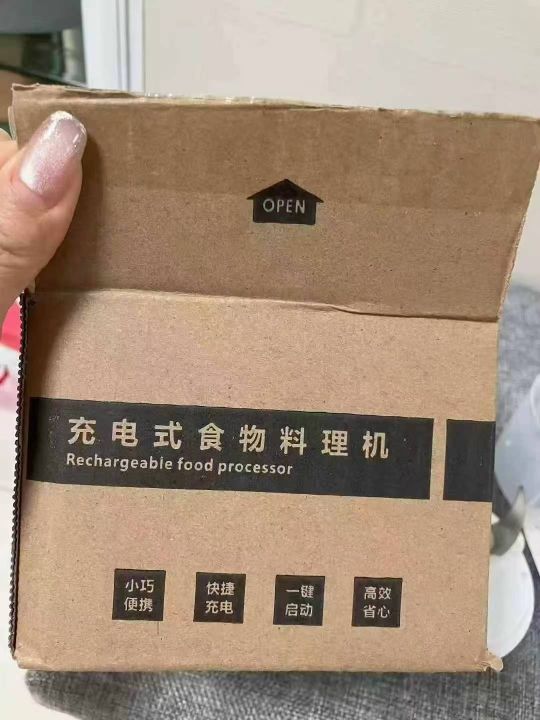 OPEN
充电式食物料理机
Rechargeable food processor
小巧
便携
快捷
充电
一键
启动
高效
省心